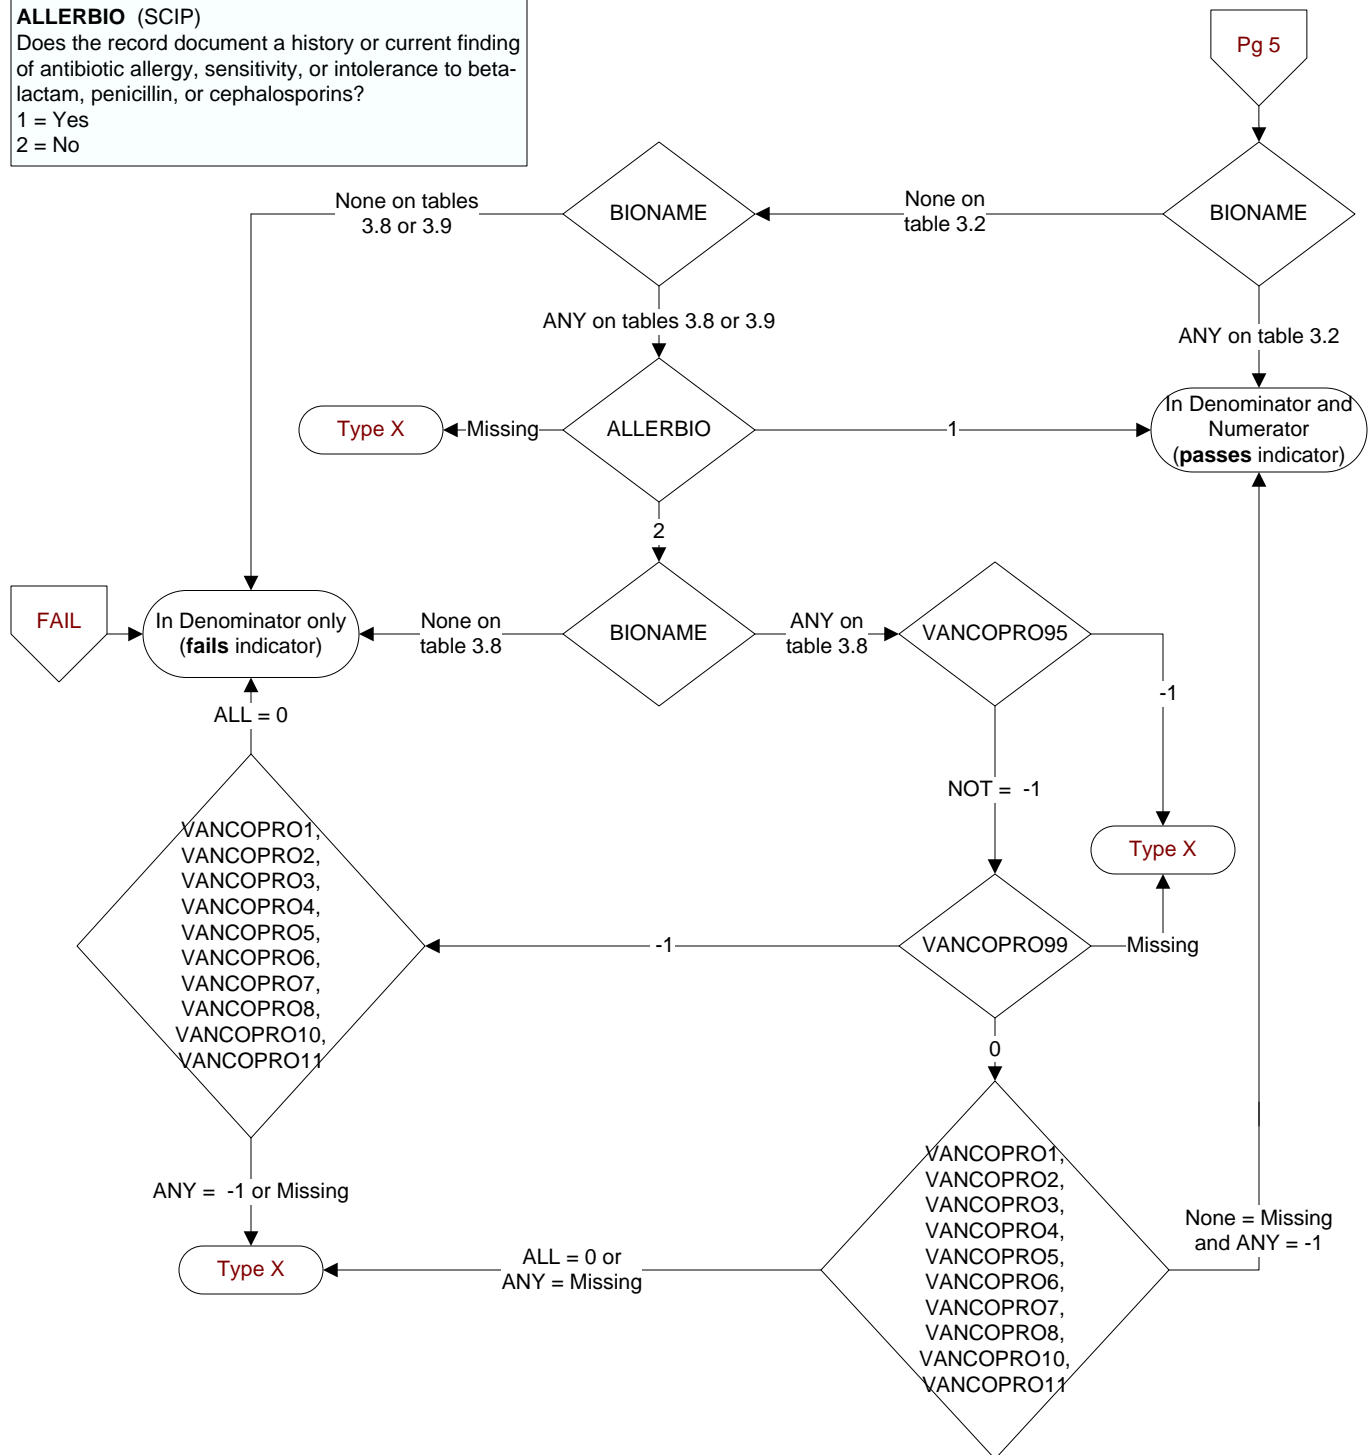 ALLERBIO (SCIP)
Does the record document a history or current finding
of antibiotic allergy, sensitivity, or intolerance to beta-
lactam, penicillin, or cephalosporins?
1 = Yes
2 = No
Pg 5
BIONAME
None on
table 3.2
BIONAME
None on tables
3.8 or 3.9
ANY on tables 3.8 or 3.9
ANY on table 3.2
Type X
Missing
ALLERBIO
1
In Denominator and
Numerator
(passes indicator)
2
FAIL
In Denominator only
(fails indicator)
None on
table 3.8
BIONAME
ANY on
table 3.8
VANCOPRO95
-1
ALL = 0
NOT = -1
VANCOPRO1,
VANCOPRO2,
VANCOPRO3,
VANCOPRO4,
VANCOPRO5,
VANCOPRO6,
VANCOPRO7,
VANCOPRO8,
VANCOPRO10,
VANCOPRO11
Type X
-1
VANCOPRO99
Missing
0
ANY = -1 or Missing
Type X
ALL = 0 or
ANY = Missing
VANCOPRO1,
VANCOPRO2,
VANCOPRO3,
VANCOPRO4,
VANCOPRO5,
VANCOPRO6,
VANCOPRO7,
VANCOPRO8,
VANCOPRO10,
VANCOPRO11
None = Missing
and ANY = -1